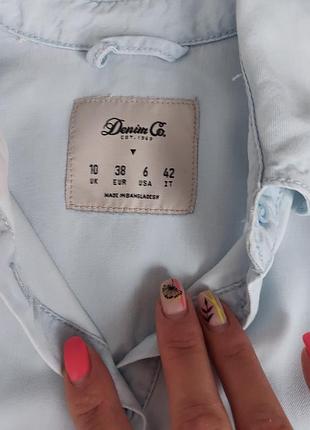 Denim Co.
EST. 1969
10 38 6 42
UK EUR USA IT
MADE IN BANGLADESH